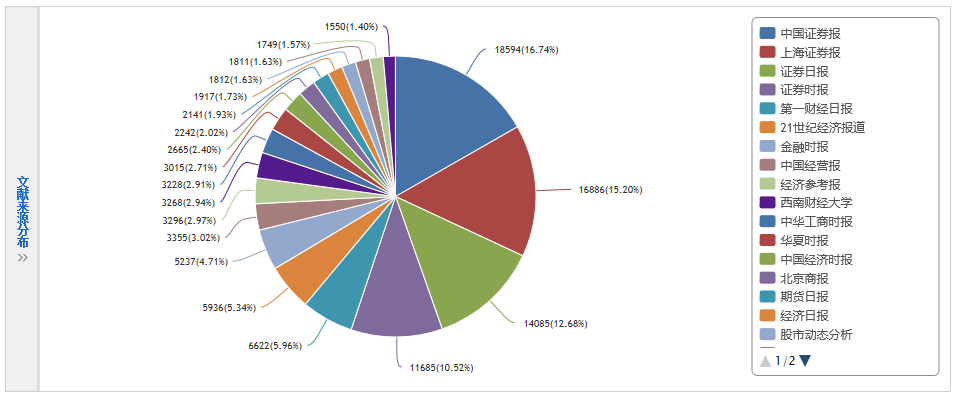 文献来源分布
>>
1550(1.40%)
1749(1.57%)
1811(1.63%)
1812(1.63%)
1917(1.73%)
2141(1.93%)
2242(2.02%)
2665(2.40%)
3015(2.71%)
3228(2.91%)
3268(2.94%)
3296(2.97%)
3355(3.02%)
5237(4.71%)
5936(5.34%)
6622(5.96%)
11685(10.52%)
14085(12.68%)
16886(15.20%)
18594(16.74%)
中国证券报
上海证券报
证券日报
证券时报
第一财经日报
21世纪经济报道
金融时报
中国经营报
经济参考报
西南财经大学
中华工商时报
华夏时报
中国经济时报
北京商报
期货日报
经济日报
股市动态分析
1/2